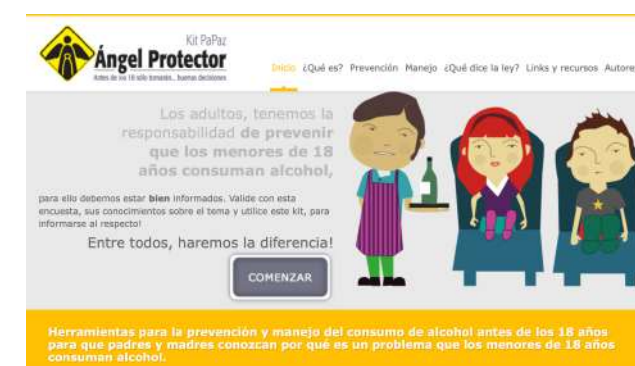 Kit PaPaz
Ángel Protector
Antes de los 18 sólo tomarán... buenas decisiones
Inicio ¿Qué es? Prevención Manejo ¿Qué dice la ley? Links y recursos Autore
Los adultos, tenemos la
responsabilidad de prevenir
que los menores de 18
años consuman alcohol,
para ello debemos estar bien informados. Valide con esta
encuesta, sus conocimientos sobre el tema y utilice este kit, para
informarse al respecto!
Entre todos, haremos la diferencia!
COMENZAR
Herramientas para la prevención y manejo del consumo de alcohol antes de los 18 años
para que padres y madres conozcan por qué es un problema que los menores de 18 años
consuman alcohol.